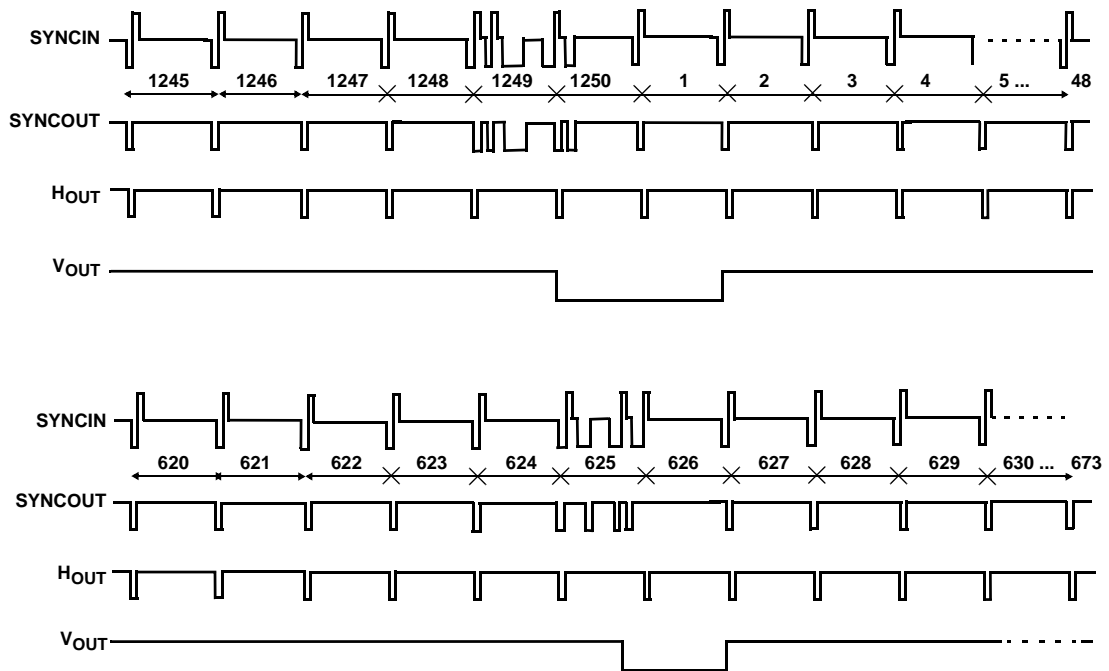 SYNCIN
1245 1246 1247 1248 1249 1250 1 2 3 4 5 ... 48
SYNCOUT
HOUT
VOUT
SYNCIN
620 621 622 623 624 625 626 627 628 629 630 ... 673
SYNCOUT
HOUT
VOUT